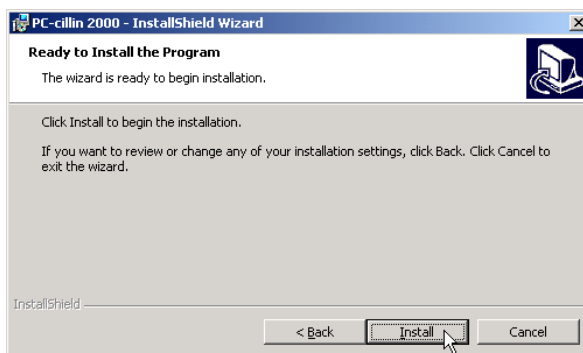 PC-cillin 2000 - InstallShield Wizard
Ready to Install the Program
The wizard is ready to begin installation.
Click Install to begin the installation.
If you want to review or change any of your installation settings, click Back. Click Cancel to
exit the wizard.
InstallShield
< Back Install Cancel